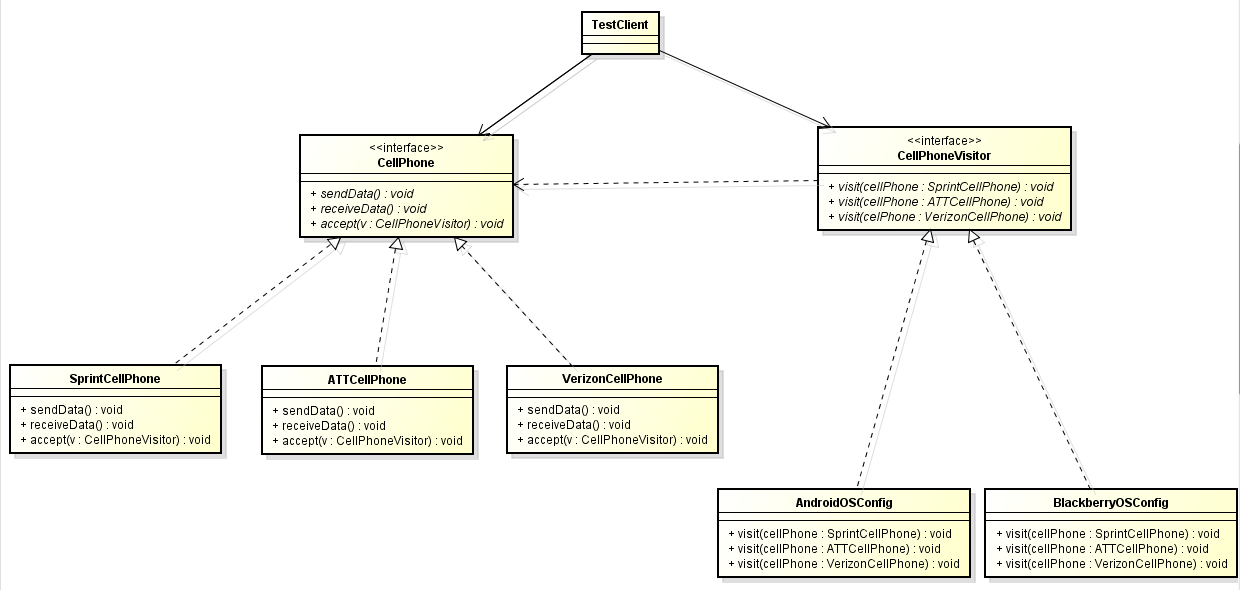 TestClient
<<interface>>
CellPhone
+ sendData() : void
+ receiveData() : void
+ accept(v : CellPhoneVisitor) : void
<<interface>>
CellPhoneVisitor
+ visit(cellPhone : SprintCellPhone) : void
+ visit(cellPhone : ATTCellPhone) : void
+ visit(celPhone : VerizonCellPhone) : void
SprintCellPhone
+ sendData() : void
+ receiveData() : void
+ accept(v : CellPhoneVisitor) : void
ATTCellPhone
+ sendData() : void
+ receiveData() : void
+ accept(v : CellPhoneVisitor) : void
VerizonCellPhone
+ sendData() : void
+ receiveData() : void
+ accept(v : CellPhoneVisitor) : void
AndroidOSConfig
+ visit(cellPhone : SprintCellPhone) : void
+ visit(cellPhone : ATTCellPhone) : void
+ visit(cellPhone : VerizonCellPhone) : void
BlackberryOSConfig
+ visit(cellPhone : SprintCellPhone) : void
+ visit(cellPhone : ATTCellPhone) : void
+ visit(cellPhone : VerizonCellPhone) : void